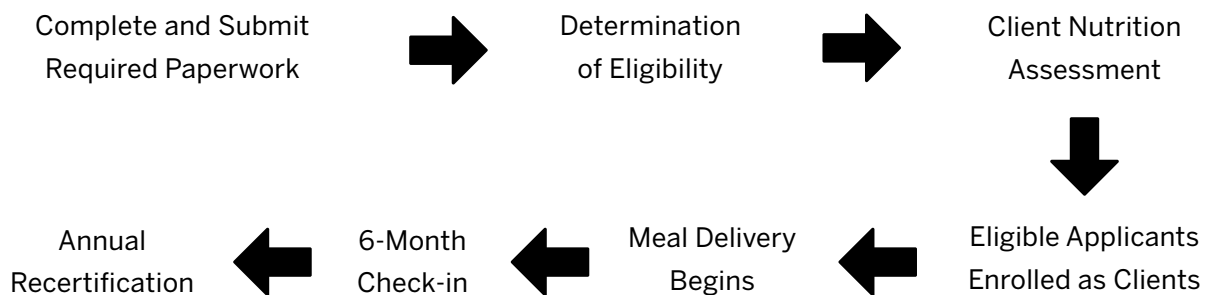 Complete and Submit
Required Paperwork
Determination
of Eligibility
Client Nutrition
Assessment
Eligible Applicants
Enrolled as Clients
Meal Delivery
Begins
6-Month
Check-in
Annual
Recertification